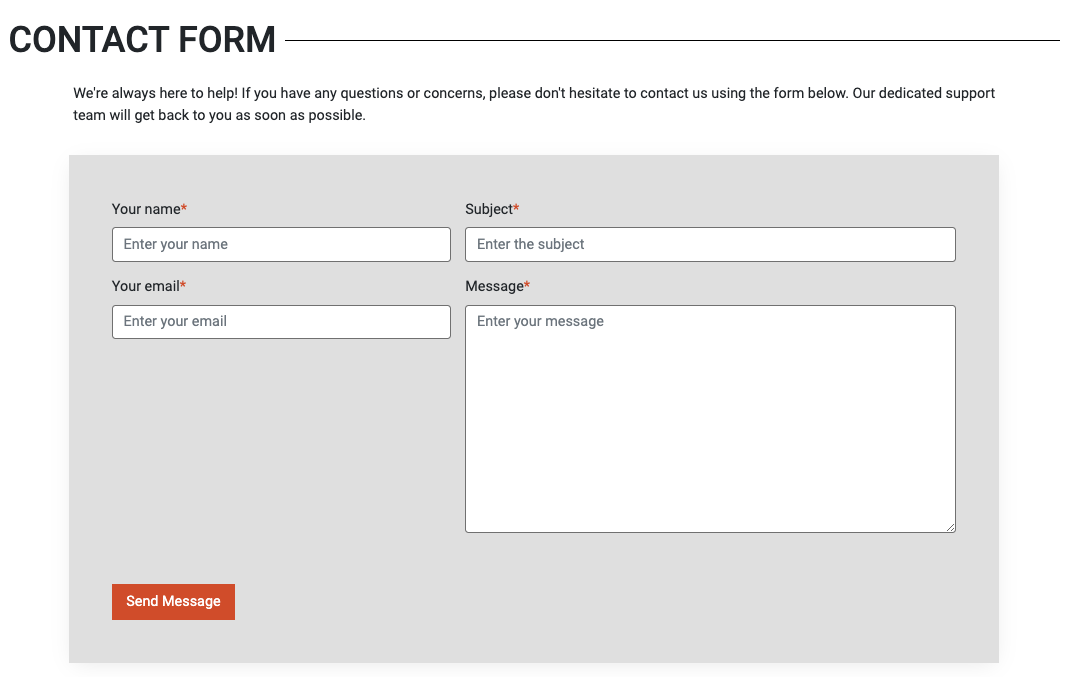 CONTACT FORM
We're always here to help! If you have any questions or concerns, please don't hesitate to contact us using the form below. Our dedicated support
team will get back to you as soon as possible.
Your name*
Enter your name
Subject*
Enter the subject
Your email*
Enter your email
Message*
Enter your message
Send Message